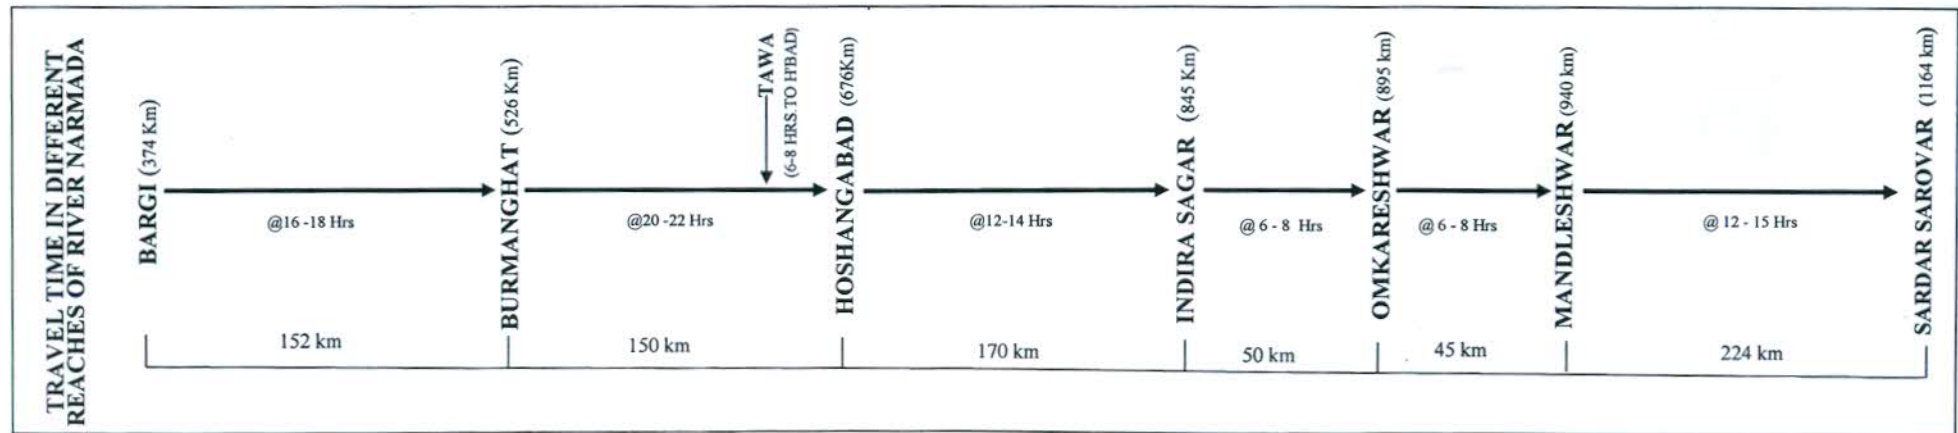 TRAVEL TIME IN DIFFERENT
REACHES OF RIVER NARMADA
BARGI (374 Km)
@16 -18 Hrs
BURMANGHAT (526 Km)
@20 -22 Hrs
TAWA
(6-8 HRS.TO H'BAD)
HOSHANGABAD (676Km)
@12-14 Hrs
INDIRA SAGAR (845 Km)
@ 6 - 8 Hrs
OMKARESHWAR (895 km)
@ 6 - 8 Hrs
MANDLESHWAR (940 km)
@ 12 - 15 Hrs
SARDAR SAROVAR (1164 km)
152 km
150 km
170 km
50 km
45 km
224 km